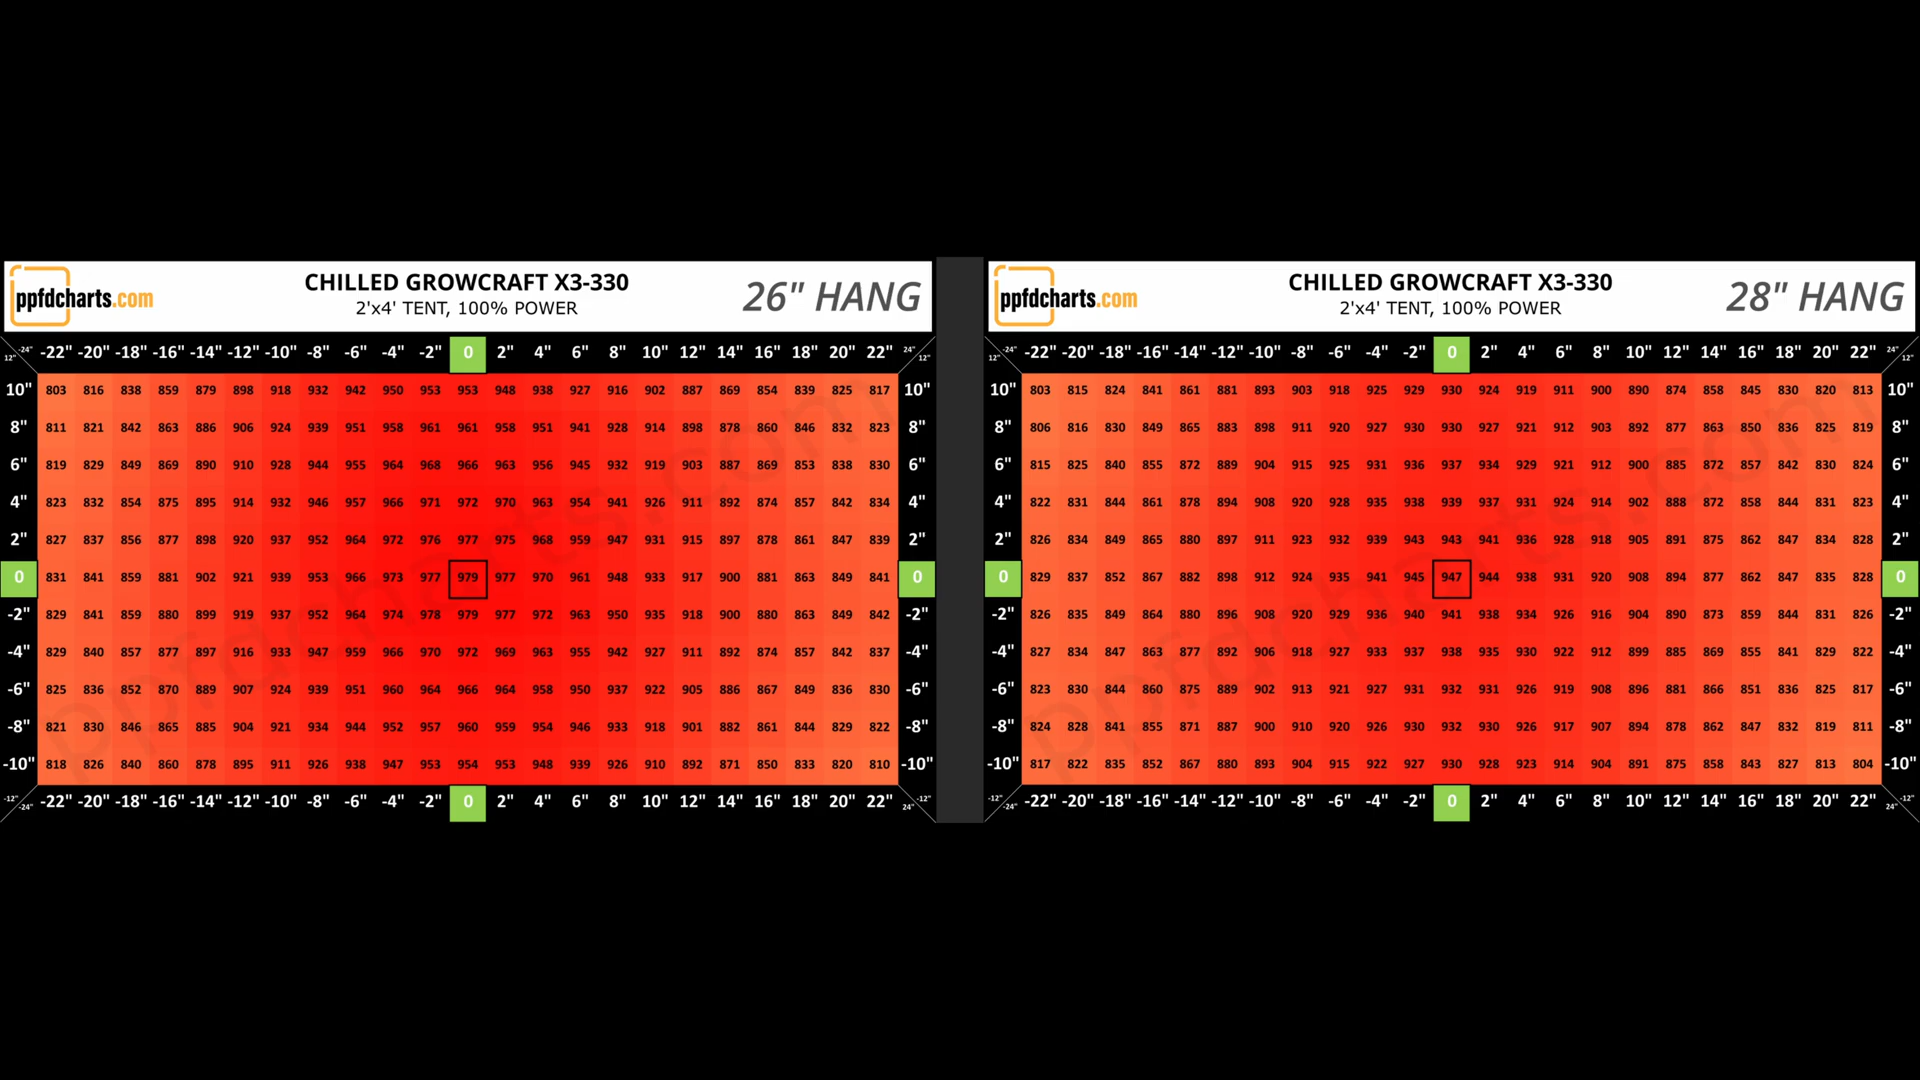 ppfdcharts.com
CHILLED GROWCRAFT X3-330
2'x4' TENT, 100% POWER
26" HANG
12" -24" -22" -20" -18" -16" -14" -12" -10" -8" -6" -4" -2" 0 2" 4" 6" 8" 10" 12" 14" 16" 18" 20" 22" 24" 12"
10" 803 816 838 859 879 898 918 932 942 950 953 953 948 938 927 916 902 887 869 854 839 825 817 10"
8" 811 821 842 863 886 906 924 939 951 958 961 961 958 951 941 928 914 898 878 860 846 832 823 8"
6" 819 829 849 869 890 910 928 944 955 964 968 966 963 956 945 932 919 903 887 869 853 838 830 6"
4" 823 832 854 875 895 914 932 946 957 966 971 972 970 963 954 941 926 911 892 874 857 842 834 4"
2" 827 837 856 877 898 920 937 952 964 972 976 977 975 968 959 947 931 915 897 878 861 847 839 2"
0 831 841 859 881 902 921 939 953 966 973 977 979 977 970 961 948 933 917 900 881 863 849 841 0
-2" 829 841 859 880 899 919 937 952 964 974 978 979 977 972 963 950 935 918 900 880 863 849 842 -2"
-4" 829 840 857 877 897 916 933 947 959 966 970 972 969 963 955 942 927 911 892 874 857 842 837 -4"
-6" 825 836 852 870 889 907 924 939 951 960 964 966 964 958 950 937 922 905 886 867 849 836 830 -6"
-8" 821 830 846 865 885 904 921 934 944 952 957 960 959 954 946 933 918 901 882 861 844 829 822 -8"
-10" 818 826 840 860 878 895 911 926 938 947 953 954 953 948 939 926 910 892 871 850 833 820 810 -10"
-12" -24" -22" -20" -18" -16" -14" -12" -10" -8" -6" -4" -2" 0 2" 4" 6" 8" 10" 12" 14" 16" 18" 20" 22" 24" -12"
ppfdcharts.com
ppfdcharts.com
CHILLED GROWCRAFT X3-330
2'x4' TENT, 100% POWER
28" HANG
12" -24" -22" -20" -18" -16" -14" -12" -10" -8" -6" -4" -2" 0 2" 4" 6" 8" 10" 12" 14" 16" 18" 20" 22" 24" 12"
10" 803 815 824 841 861 881 893 903 918 925 929 930 924 919 911 900 890 874 858 845 830 820 813 10"
8" 806 816 830 849 865 883 898 911 920 927 930 930 927 921 912 903 892 877 863 850 836 825 819 8"
6" 815 825 840 855 872 889 904 915 925 931 936 937 934 929 921 912 900 885 872 857 842 830 824 6"
4" 822 831 844 861 878 894 908 920 928 935 938 939 937 931 924 914 902 888 872 858 844 831 823 4"
2" 826 834 849 865 880 897 911 923 932 939 943 943 941 936 928 918 905 891 875 862 847 834 828 2"
0 829 837 852 867 882 898 912 924 935 941 945 947 944 938 931 920 908 894 877 862 847 835 828 0
-2" 826 835 849 864 880 896 908 920 929 936 940 941 938 934 926 916 904 890 873 859 844 831 826 -2"
-4" 827 834 847 863 877 892 906 918 927 933 937 938 935 930 922 912 899 885 869 855 841 829 822 -4"
-6" 823 830 844 860 875 889 902 913 921 927 931 932 931 926 919 908 896 881 866 851 836 825 817 -6"
-8" 824 828 841 855 871 887 900 910 920 926 930 932 930 926 917 907 894 878 862 847 832 819 811 -8"
-10" 817 822 835 852 867 880 893 904 915 922 927 930 928 923 914 904 891 875 858 843 827 813 804 -10"
-12" -24" -22" -20" -18" -16" -14" -12" -10" -8" -6" -4" -2" 0 2" 4" 6" 8" 10" 12" 14" 16" 18" 20" 22" 24" -12"
ppfdcharts.com